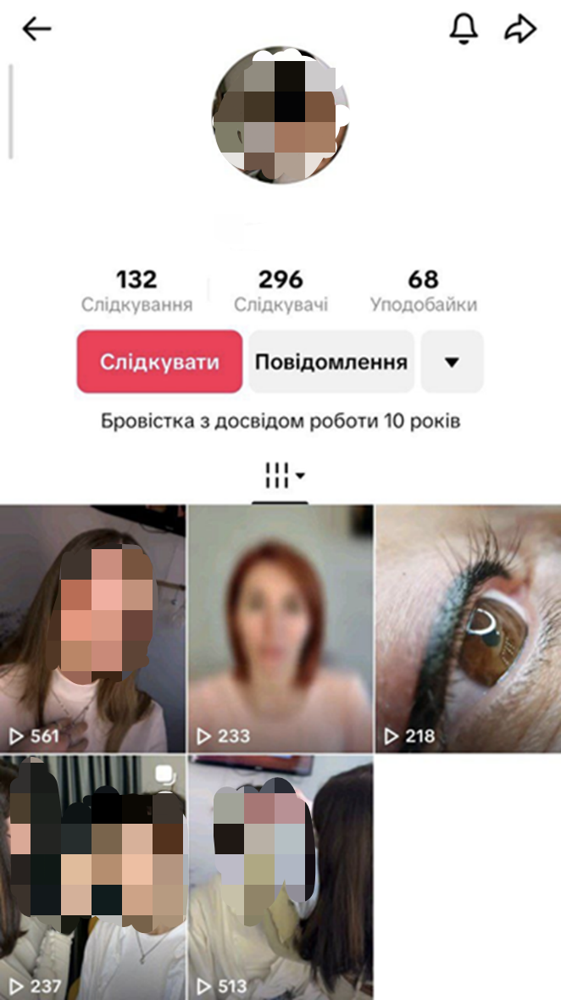 132 296 68
Слідкування Слідкувачі Уподобайки
Слідкувати Повідомлення
Бровістка з досвідом роботи 10 років
561 233 218
237 513